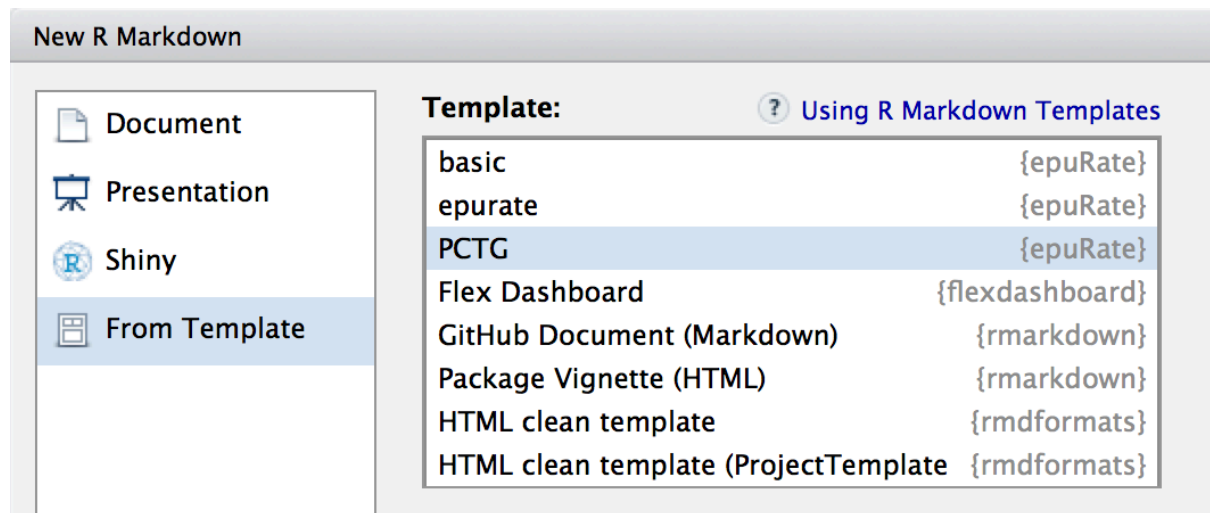 New R Markdown
Document
Presentation
Shiny
From Template
Template:
? Using R Markdown Templates
basic {epuRate}
epurate {epuRate}
PCTG {epuRate}
Flex Dashboard {flexdashboard}
GitHub Document (Markdown) {rmarkdown}
Package Vignette (HTML) {rmarkdown}
HTML clean template {rmdformats}
HTML clean template (ProjectTemplate {rmdformats}